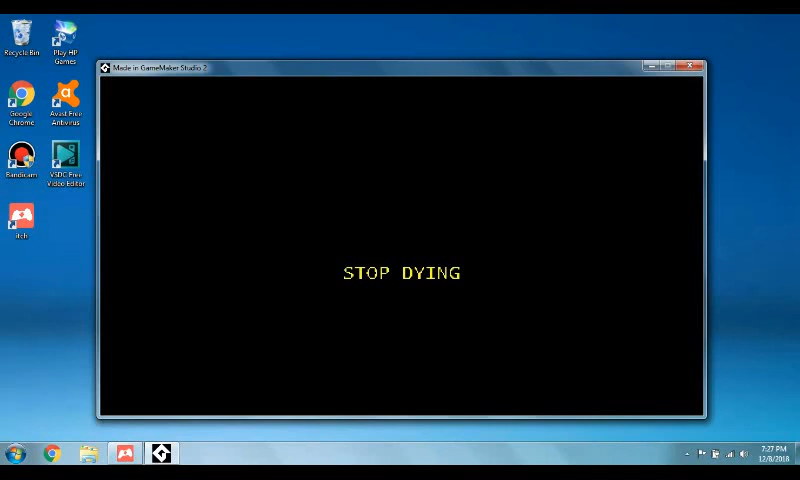 Recycle Bin
Play HP
Games
Google
Chrome
Avast Free
Antivirus
Bandicam
VSDC Free
Video Editor
itch
Made in GameMaker Studio 2
STOP DYING
7:27 PM
12/8/2018